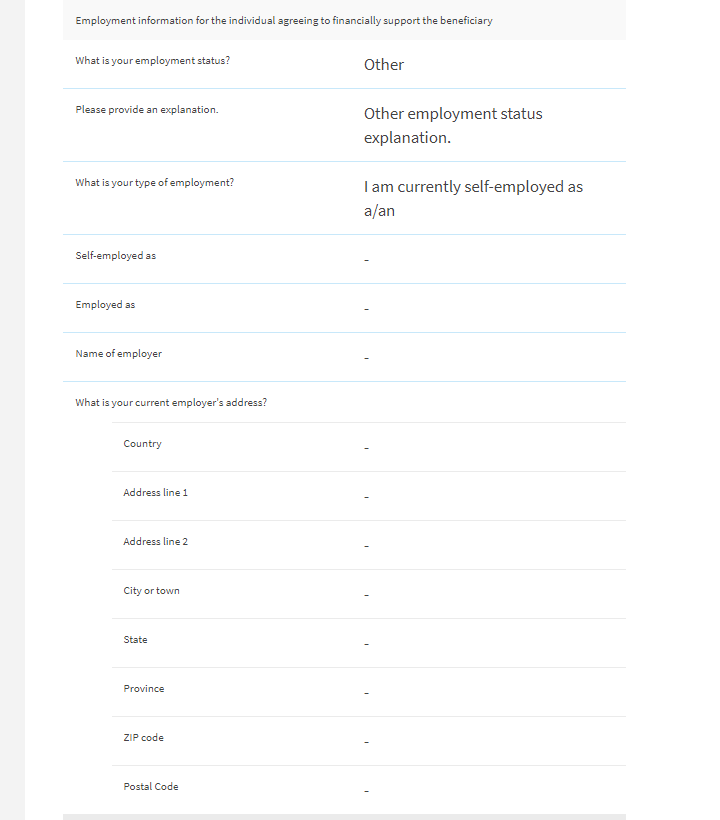 Employment information for the individual agreeing to financially support the beneficiary
What is your employment status?
Other
Please provide an explanation.
Other employment status
explanation.
What is your type of employment?
I am currently self-employed as
a/an
Self-employed as
-
Employed as
-
Name of employer
-
What is your current employer's address?
Country
-
Address line 1
-
Address line 2
-
City or town
-
State
-
Province
-
ZIP code
-
Postal Code
-